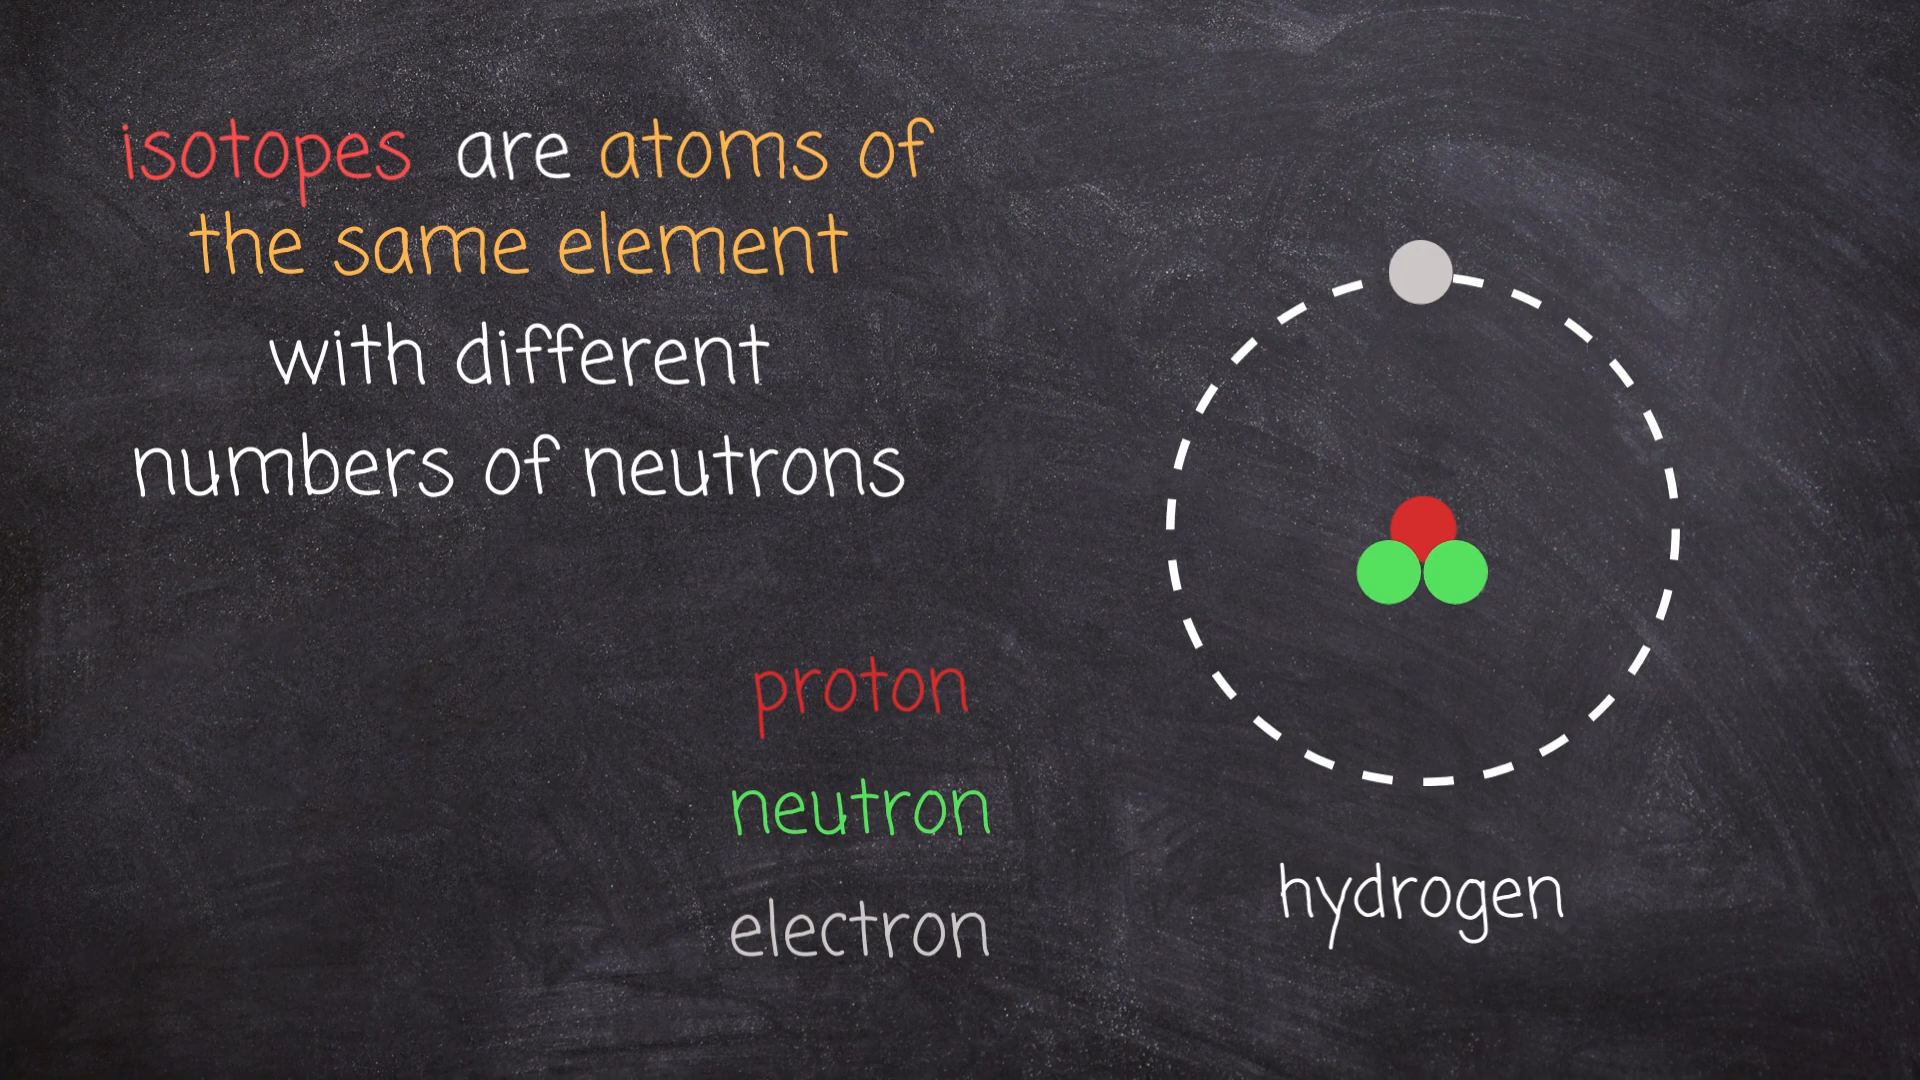 isotopes are atoms of
the same element
with different
numbers of neutrons
proton
neutron
electron
hydrogen